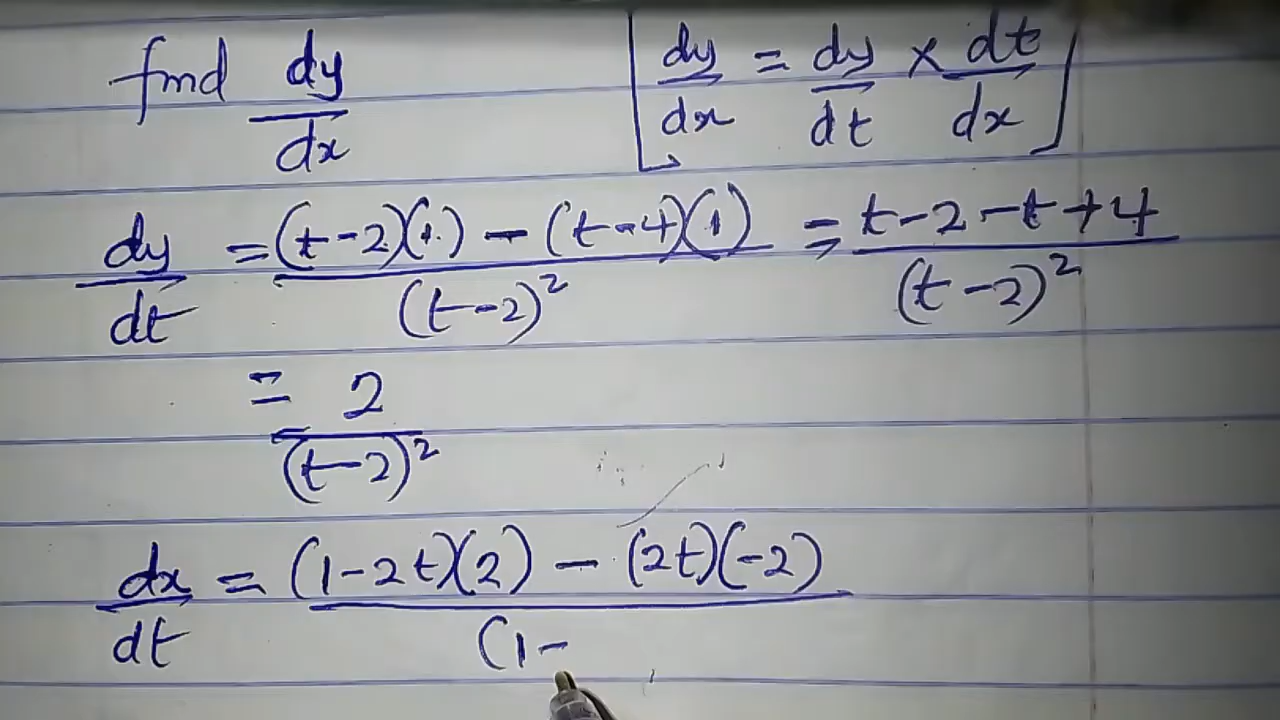 find dy/dx [dy/dx = dy/dt × dt/dx]
dy/dt = (t-2)(1) - (t-4)(1)/(t-2)² = t-2-t+4/(t-2)²
= 2/(t-2)²
dx/dt = (1-2t)(2) - (2t)(-2)/(1-